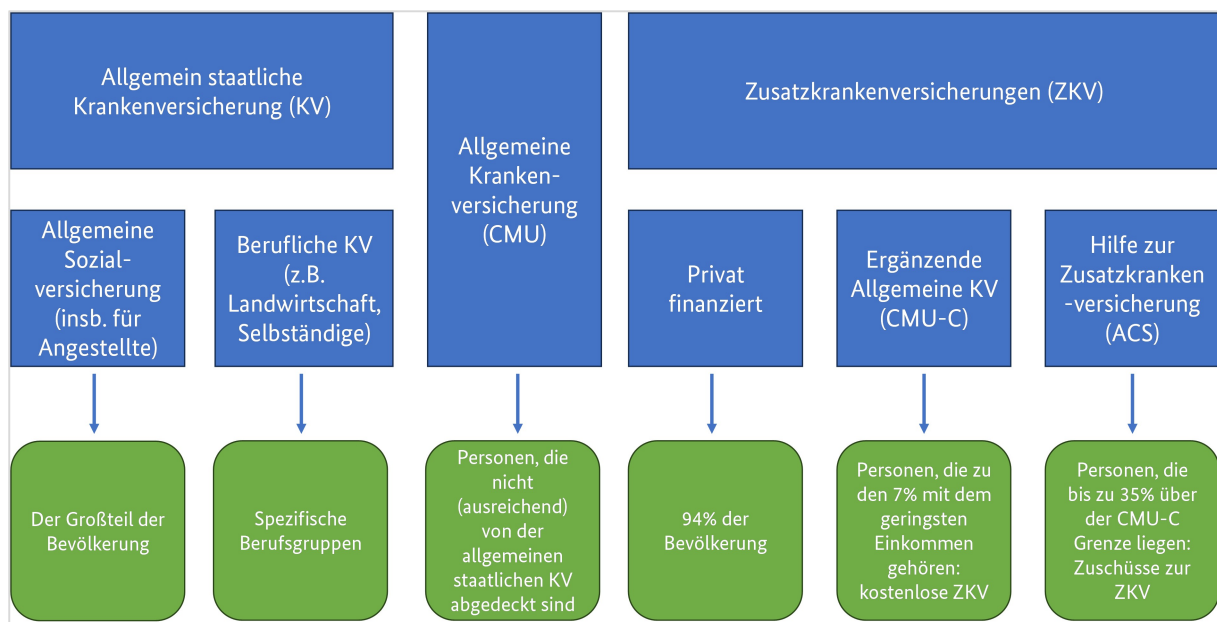 Allgemein staatliche
Krankenversicherung (KV)
Allgemeine
Kranken-
versicherung
(CMU)
Zusatzkrankenversicherungen (ZKV)
Allgemeine
Sozial-
versicherung
(insb. für
Angestellte)
Berufliche KV
(z.B.
Landwirtschaft,
Selbständige)
Privat
finanziert
Ergänzende
Allgemeine KV
(CMU-C)
Hilfe zur
Zusatzkranken
-versicherung
(ACS)
Der Großteil der
Bevölkerung
Spezifische
Berufsgruppen
Personen, die
nicht
(ausreichend)
von der
allgemeinen
staatlichen KV
abgedeckt sind
94% der
Bevölkerung
Personen, die zu
den 7% mit dem
geringsten
Einkommen
gehören:
kostenlose ZKV
Personen, die
bis zu 35% über
der CMU-C
Grenze liegen:
Zuschüsse zur
ZKV